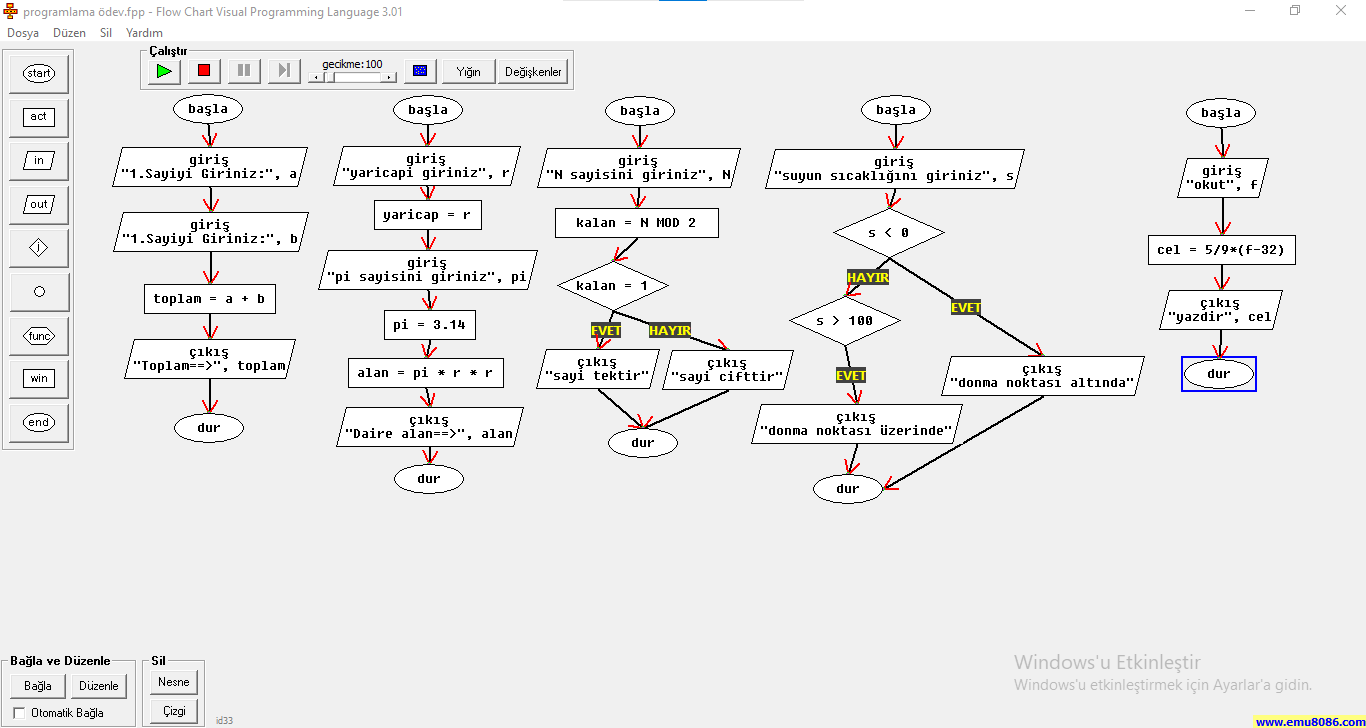 programlama ödev.fpp - Flow Chart Visual Programming Language 3.01
Dosya Düzen Sil Yardım
Çalıştır
gecikme:100
Yığın
Değişkenler
start
act
in
out
j
func
win
end
başla
giriş
"1.Sayiyi Giriniz:", a
giriş
"1.Sayiyi Giriniz:", b
toplam = a + b
çıkış
"Toplam==>", toplam
dur
başla
giriş
"yaricapi giriniz", r
yaricap = r
giriş
"pi sayisini giriniz", pi
pi = 3.14
alan = pi * r * r
çıkış
"Daire alan==>", alan
dur
başla
giriş
"N sayisini giriniz", N
kalan = N MOD 2
kalan = 1
EVET
HAYIR
çıkış
"sayi tektir"
çıkış
"sayi cifttir"
dur
başla
giriş
"suyun sıcaklığını giriniz", s
s < 0
HAYIR
EVET
s > 100
EVET
çıkış
"donma noktası altında"
çıkış
"donma noktası üzerinde"
dur
başla
giriş
"okut", f
cel = 5/9*(f-32)
çıkış
"yazdir", cel
dur
Bağla ve Düzenle
Bağla
Düzenle
Otomatik Bağla
Sil
Nesne
Çizgi
id33
Windows'u Etkinleştir
Windows'u etkinleştirmek için Ayarlar'a gidin.
www.emu8086.com